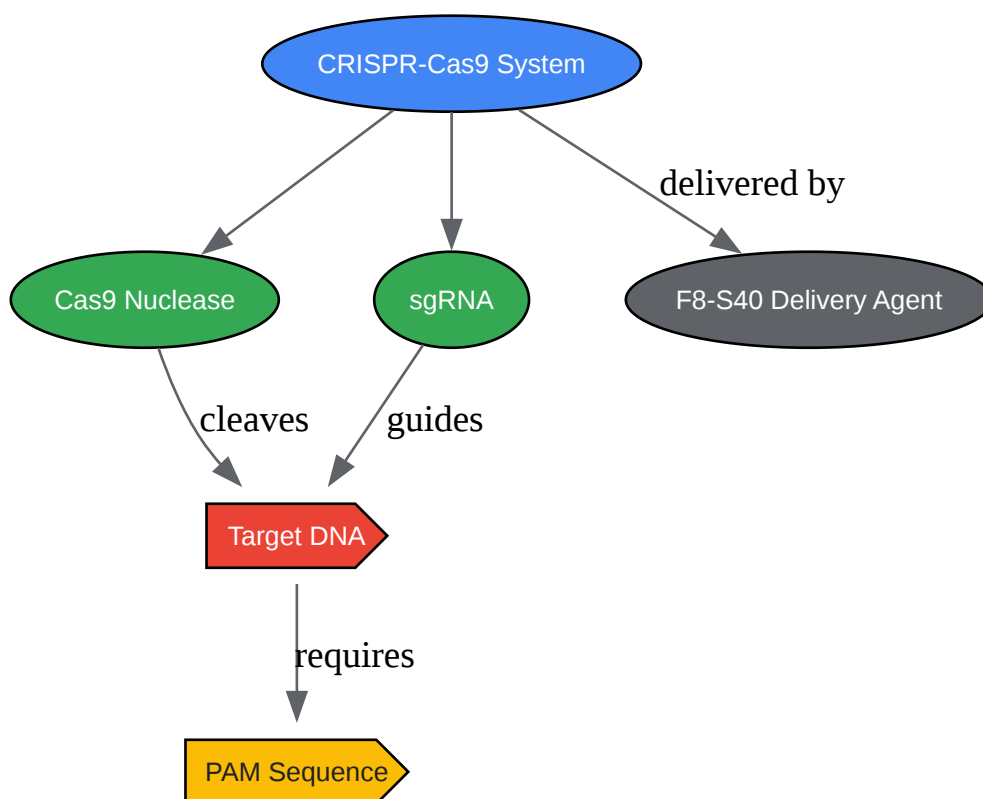 CRISPR-Cas9 System
delivered by
Cas9 Nuclease
sgRNA
F8-S40 Delivery Agent
cleaves
guides
Target DNA
requires
PAM Sequence